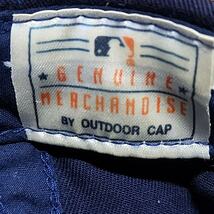 GENUINE
MERCHANDISE
BY OUTDOOR CAP